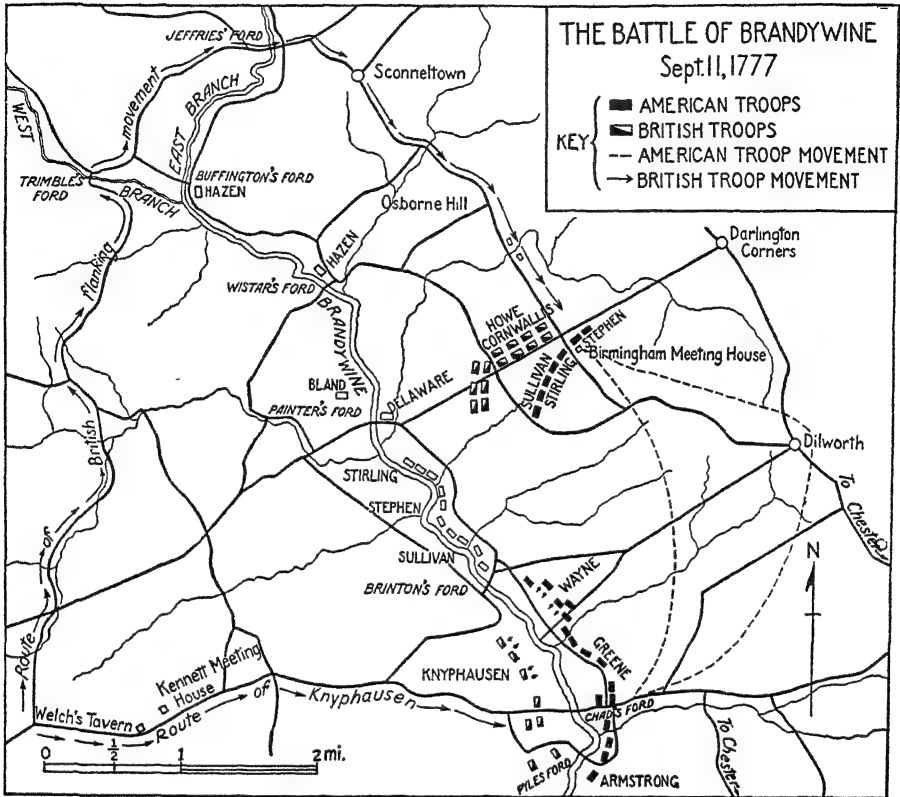 THE BATTLE OF BRANDYWINE
Sept. 11, 1777
KEY
AMERICAN TROOPS
BRITISH TROOPS
AMERICAN TROOP MOVEMENT
BRITISH TROOP MOVEMENT
JEFFRIES' FORD
Sconneltown
movement
EAST BRANCH
WEST
BRANCH
TRIMBLE'S
FORD
BUFFINGTON'S FORD
HAZEN
Osborne Hill
Darlington
Corners
flanking
HAZEN
WISTAR'S FORD
BRANDYWINE
HOWE
CORNWALLIS
STEPHEN
SULLIVAN
STIRLING
Birmingham Meeting House
BLAND
DELAWARE
PAINTER'S FORD
British
Dilworth
To Chester
STIRLING
STEPHEN
SULLIVAN
BRINTON'S FORD
of
N
WAYNE
GREENE
Route
Kennett Meeting
House
KNYPHAUSEN
Welch's Tavern
Route of Knyphausen
CHAD'S FORD
To Chester
PYLES FORD
ARMSTRONG
0 1/2 1 2 mi.